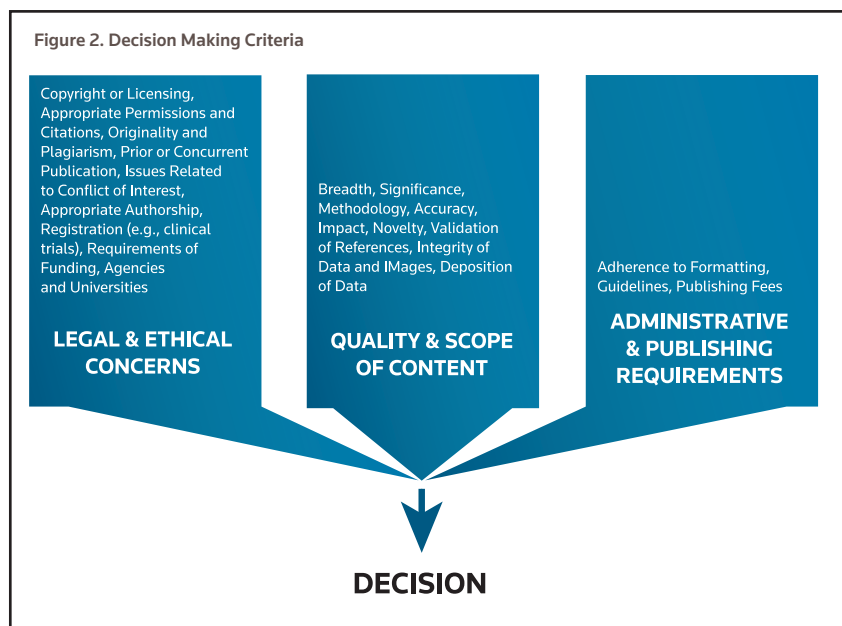 Figure 2. Decision Making Criteria
Copyright or Licensing,
Appropriate Permissions and
Citations, Originality and
Plagiarism, Prior or Concurrent
Publication, Issues Related
to Conflict of Interest,
Appropriate Authorship,
Registration (e.g., clinical
trials), Requirements of
Funding, Agencies
and Universities
LEGAL & ETHICAL
CONCERNS
Breadth, Significance,
Methodology, Accuracy,
Impact, Novelty, Validation
of References, Integrity of
Data and IMages, Deposition
of Data
QUALITY & SCOPE
OF CONTENT
Adherence to Formatting,
Guidelines, Publishing Fees
ADMINISTRATIVE
& PUBLISHING
REQUIREMENTS
DECISION